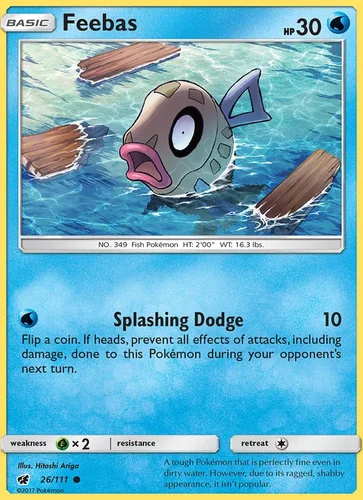 BASIC Feebas HP 30
NO. 349 Fish Pokémon HT: 2'00" WT: 16.3 lbs.
Splashing Dodge 10
Flip a coin. If heads, prevent all effects of attacks, including
damage, done to this Pokémon during your opponent's
next turn.
weakness × 2 resistance retreat
Illus. Hitoshi Ariga
26/111
©2017 Pokémon
A tough Pokémon that is perfectly fine even in
dirty water. However, due to its ragged, shabby
appearance, it isn't popular.